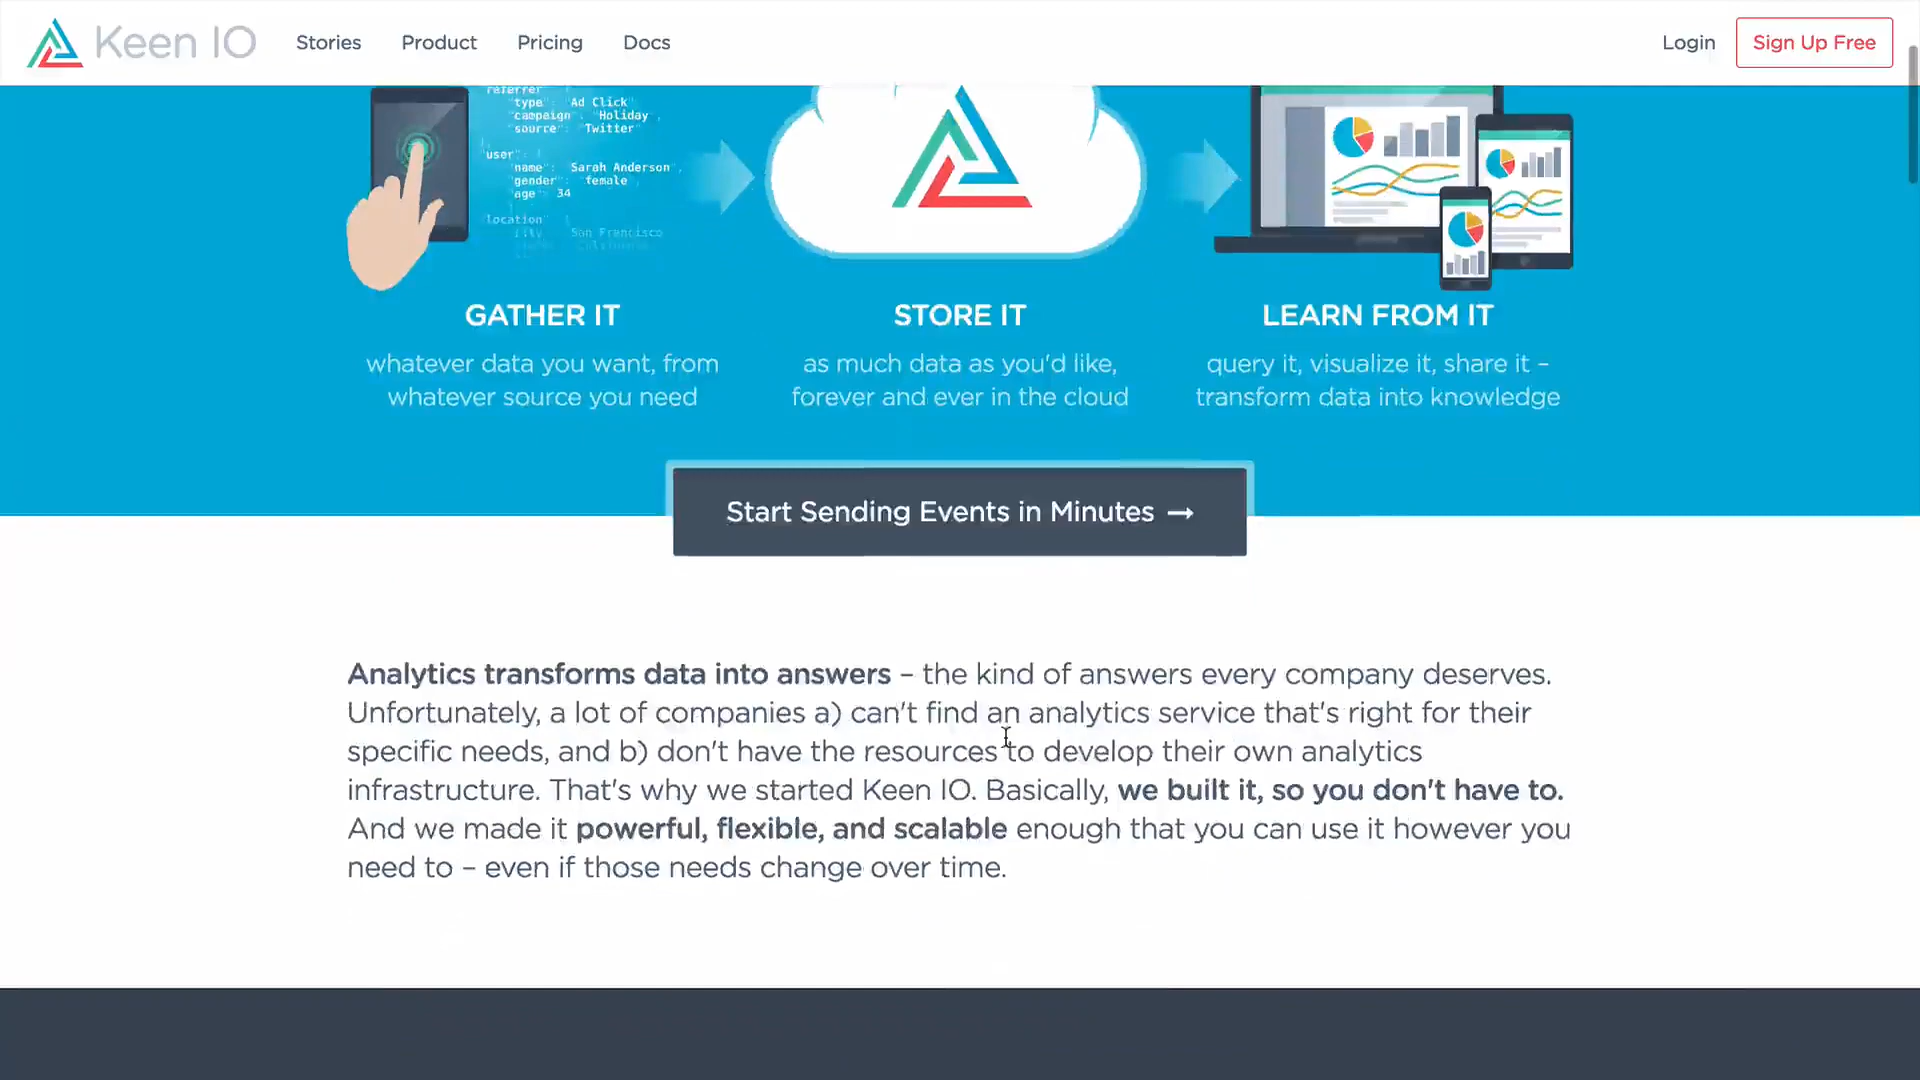 Keen IO Stories Product Pricing Docs Login Sign Up Free
referrer
"type": "Ad Click"
"campaign": "Holiday",
"source": "Twitter"
"user": {
"name": "Sarah Anderson",
"gender": "female",
"age": 34
"location": {
"city": "San Francisco
GATHER IT
whatever data you want, from
whatever source you need
STORE IT
as much data as you'd like,
forever and ever in the cloud
LEARN FROM IT
query it, visualize it, share it –
transform data into knowledge
Start Sending Events in Minutes →
Analytics transforms data into answers – the kind of answers every company deserves.
Unfortunately, a lot of companies a) can't find an analytics service that's right for their
specific needs, and b) don't have the resources to develop their own analytics
infrastructure. That's why we started Keen IO. Basically, we built it, so you don't have to.
And we made it powerful, flexible, and scalable enough that you can use it however you
need to – even if those needs change over time.